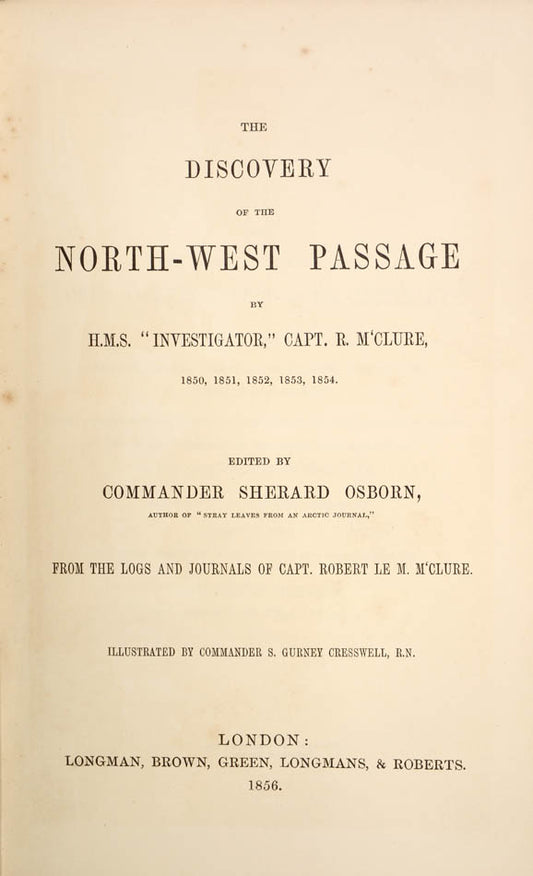 THE
DISCOVERY
OF THE
NORTH-WEST PASSAGE
BY
H.M.S. “INVESTIGATOR,” CAPT. R. M‘CLURE,
1850, 1851, 1852, 1853, 1854.
EDITED BY
COMMANDER SHERARD OSBORN,
AUTHOR OF “STRAY LEAVES FROM AN ARCTIC JOURNAL,”
FROM THE LOGS AND JOURNALS OF CAPT. ROBERT LE M. M‘CLURE.
ILLUSTRATED BY COMMANDER S. GURNEY CRESSWELL, R.N.
LONDON:
LONGMAN, BROWN, GREEN, LONGMANS, & ROBERTS.
1856.